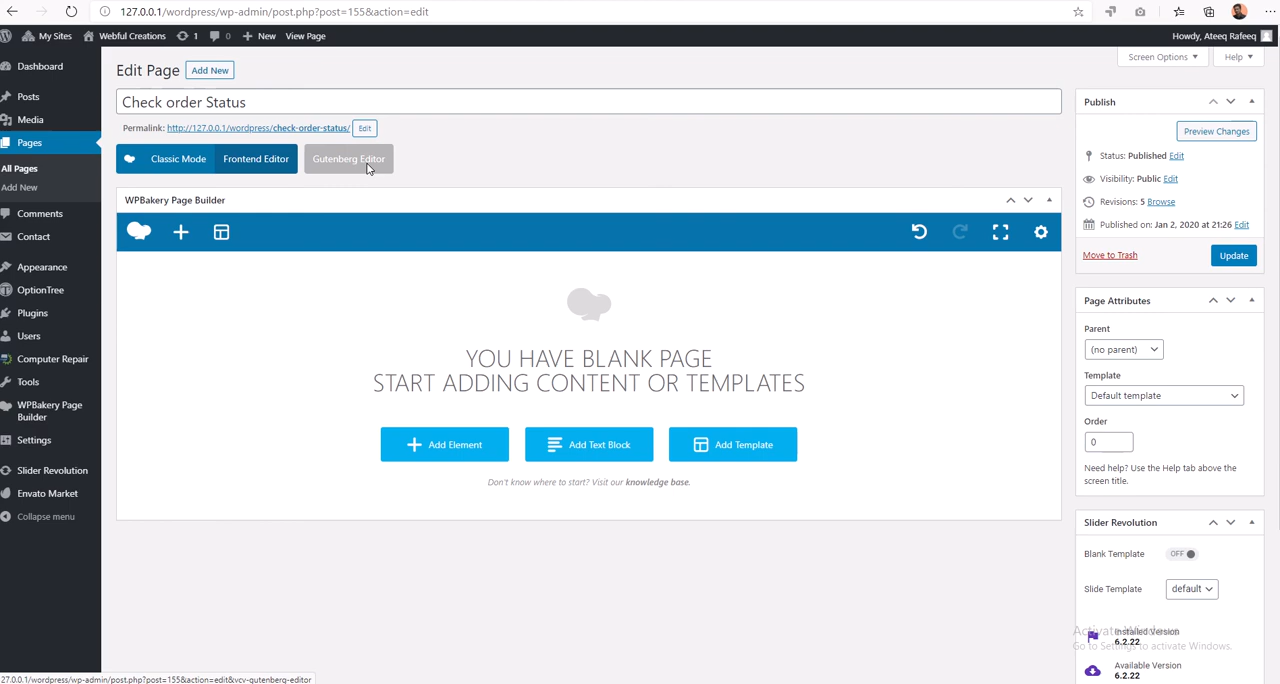 127.0.0.1/wordpress/wp-admin/post.php?post=155&action=edit
My Sites
Webful Creations
1
0
New
View Page
Howdy, Ateeq Rafeeq
Dashboard
Posts
Media
Pages
All Pages
Add New
Comments
Contact
Appearance
OptionTree
Plugins
Users
Computer Repair
Tools
WPBakery Page
Builder
Settings
Slider Revolution
Envato Market
Collapse menu
Screen Options
Help
Edit Page
Add New
Check order Status
Permalink: http://127.0.0.1/wordpress/check-order-status/ Edit
Classic Mode
Frontend Editor
Gutenberg Editor
WPBakery Page Builder
YOU HAVE BLANK PAGE
START ADDING CONTENT OR TEMPLATES
Add Element
Add Text Block
Add Template
Don't know where to start? Visit our knowledge base.
Publish
Preview Changes
Status: Published Edit
Visibility: Public Edit
Revisions: 5 Browse
Published on: Jan 2, 2020 at 21:26 Edit
Move to Trash
Update
Page Attributes
Parent
(no parent)
Template
Default template
Order
0
Need help? Use the Help tab above the
screen title.
Slider Revolution
Blank Template
OFF
Slide Template
default
Activate Windows
Installed Version
6.2.22
Go to Settings to activate Windows.
Available Version
6.2.22
27.0.0.1/wordpress/wp-admin/post.php?post=155&action=edit&vcv-gutenberg-editor